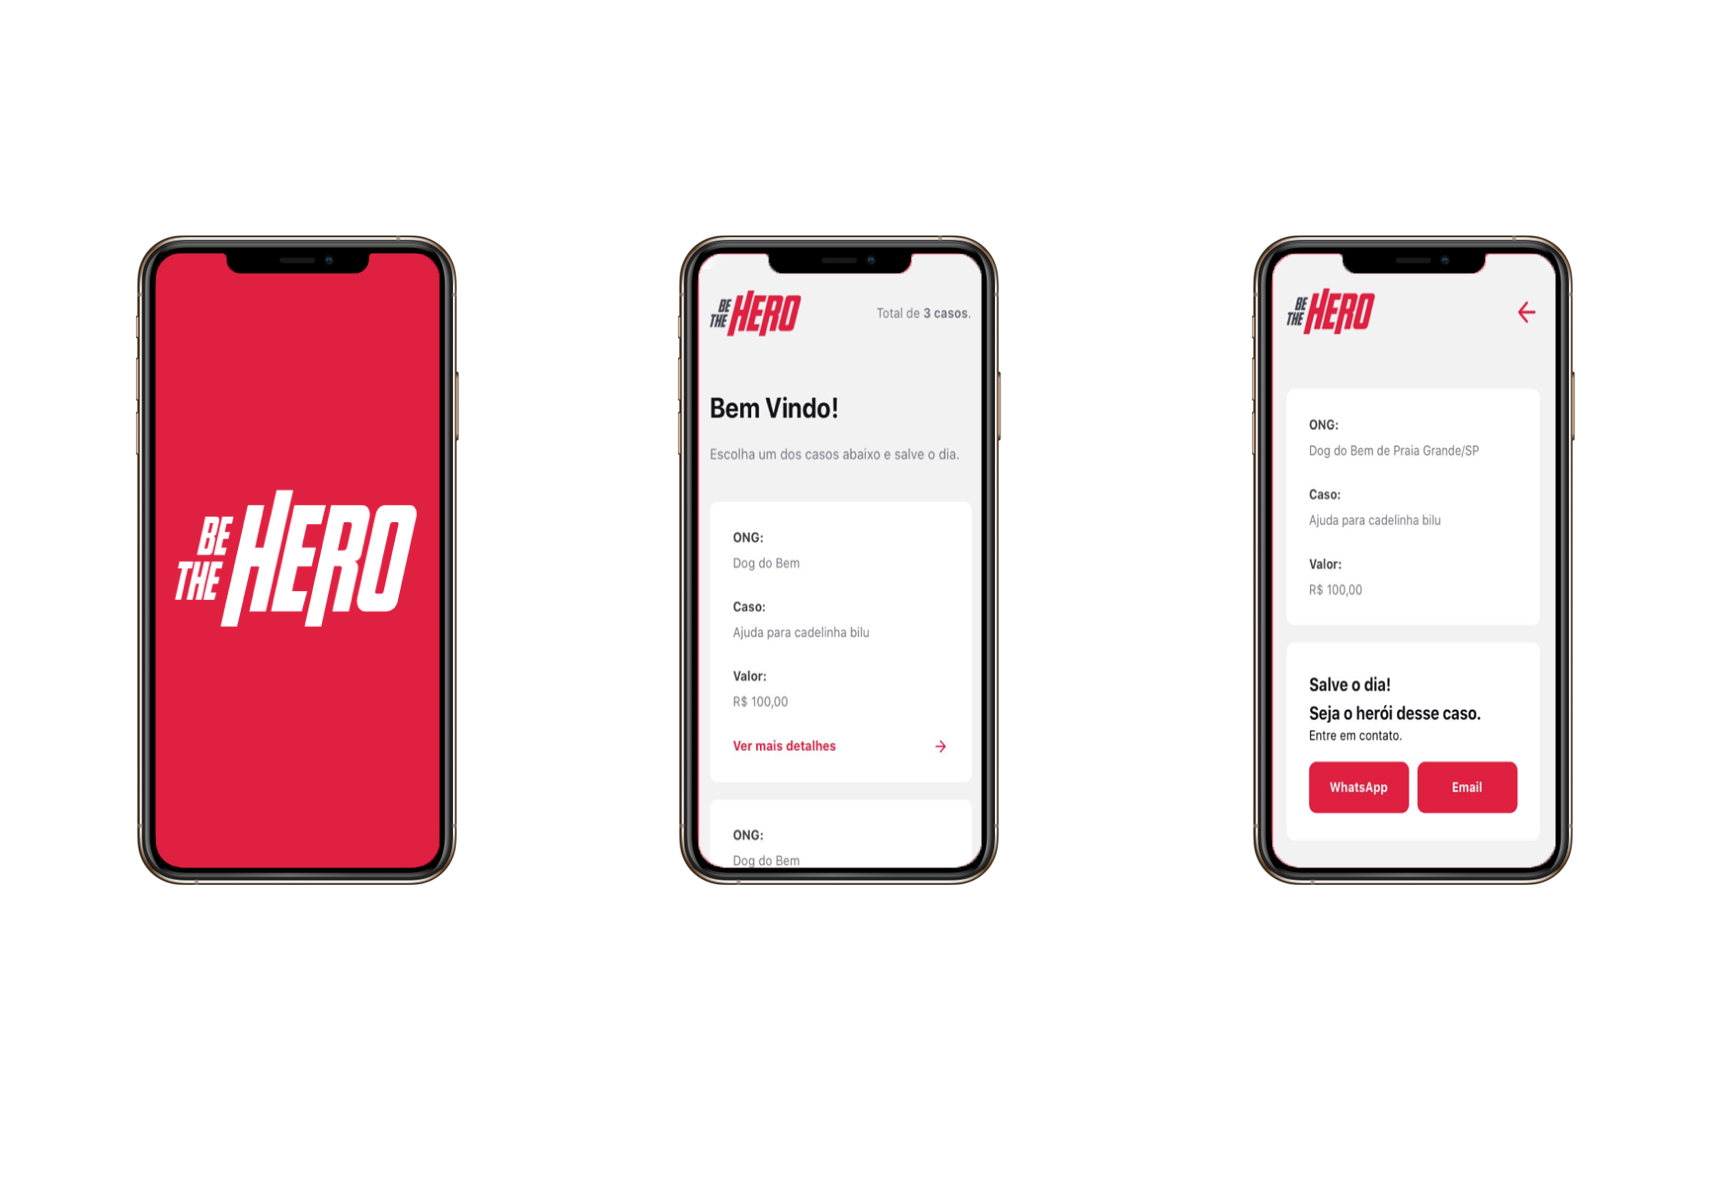 BE
THE
HERO
BE
THE
HERO
Total de 3 casos.
Bem Vindo!
Escolha um dos casos abaixo e salve o dia.
ONG:
Dog do Bem
Caso:
Ajuda para cadelinha bilu
Valor:
R$ 100,00
Ver mais detalhes
ONG:
Dog do Bem
BE
THE
HERO
ONG:
Dog do Bem de Praia Grande/SP
Caso:
Ajuda para cadelinha bilu
Valor:
R$ 100,00
Salve o dia!
Seja o herói desse caso.
Entre em contato.
WhatsApp
Email